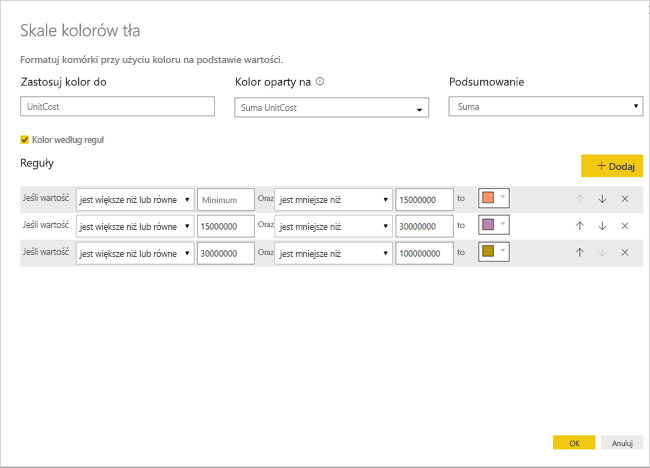 Skale kolorów tła
Formatuj komórki przy użyciu koloru na podstawie wartości.
Zastosuj kolor do Kolor oparty na Podsumowanie
UnitCost Suma UnitCost Suma
Kolor według reguł
Reguły + Dodaj
Jeśli wartość jest większe niż lub równe Minimum Oraz jest mniejsze niż 15000000 to
Jeśli wartość jest większe niż lub równe 15000000 Oraz jest mniejsze niż 30000000 to
Jeśli wartość jest większe niż lub równe 30000000 Oraz jest mniejsze niż 100000000 to
OK Anuluj